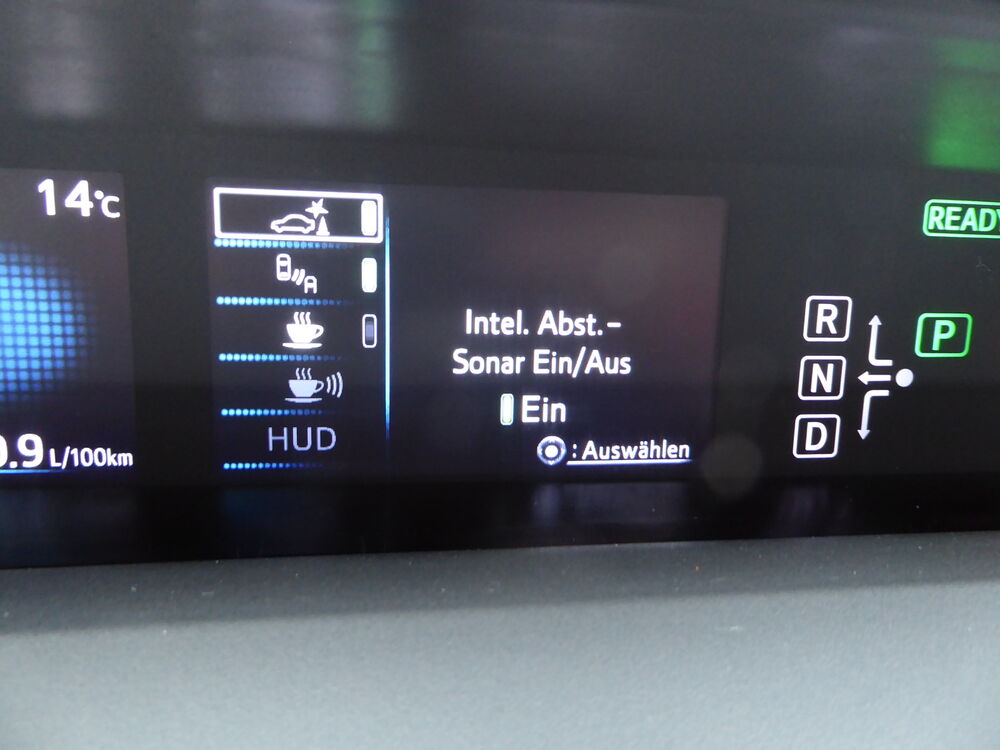 14°C
.9 L/100km
A
HUD
Intel. Abst.-
Sonar Ein/Aus
Ein
: Auswählen
READY
R
N
D
P